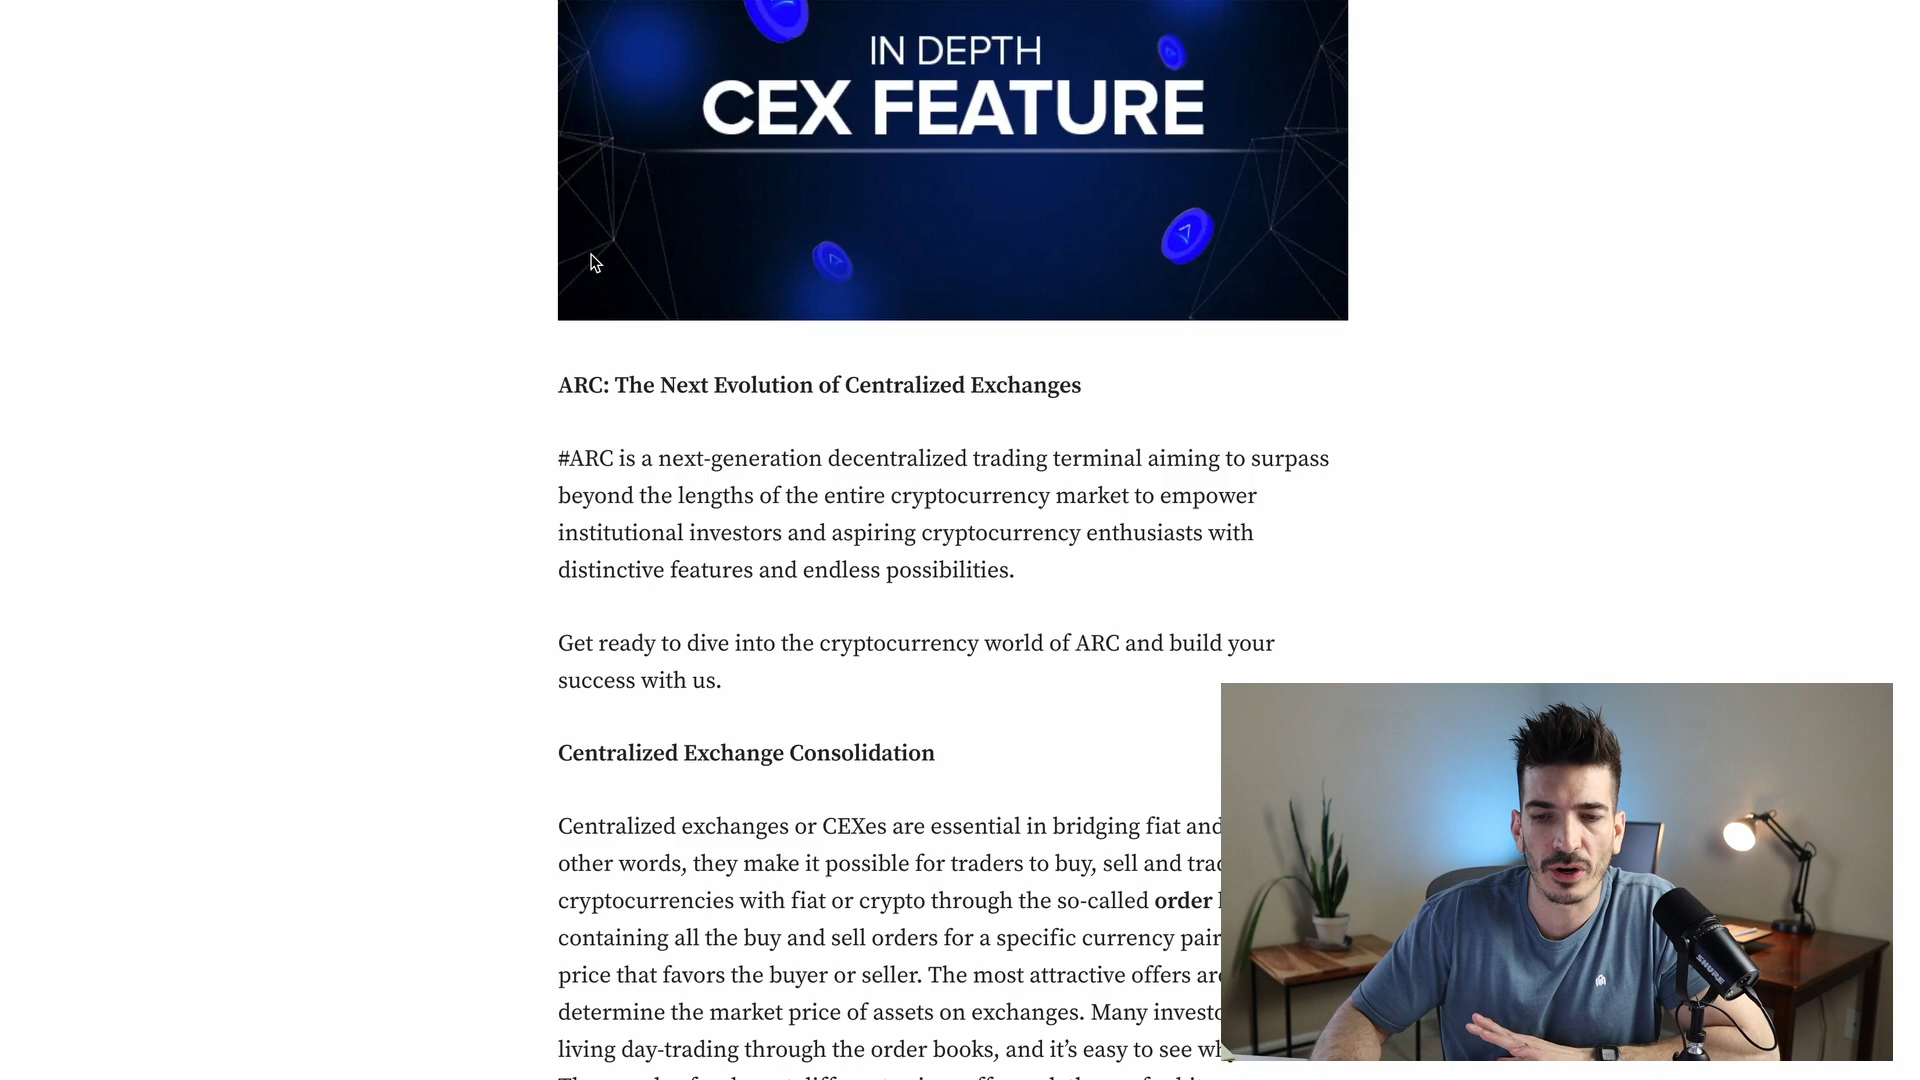 IN DEPTH
CEX FEATURE
ARC: The Next Evolution of Centralized Exchanges
#ARC is a next-generation decentralized trading terminal aiming to surpass
beyond the lengths of the entire cryptocurrency market to empower
institutional investors and aspiring cryptocurrency enthusiasts with
distinctive features and endless possibilities.
Get ready to dive into the cryptocurrency world of ARC and build your
success with us.
Centralized Exchange Consolidation
Centralized exchanges or CEXes are essential in bridging fiat and
other words, they make it possible for traders to buy, sell and
cryptocurrencies with fiat or crypto through the so-called order
containing all the buy and sell orders for a specific currency pair
price that favors the buyer or seller. The most attractive offers
determine the market price of assets on exchanges. Many
living day-trading through the order books, and it’s easy to see
SHURE